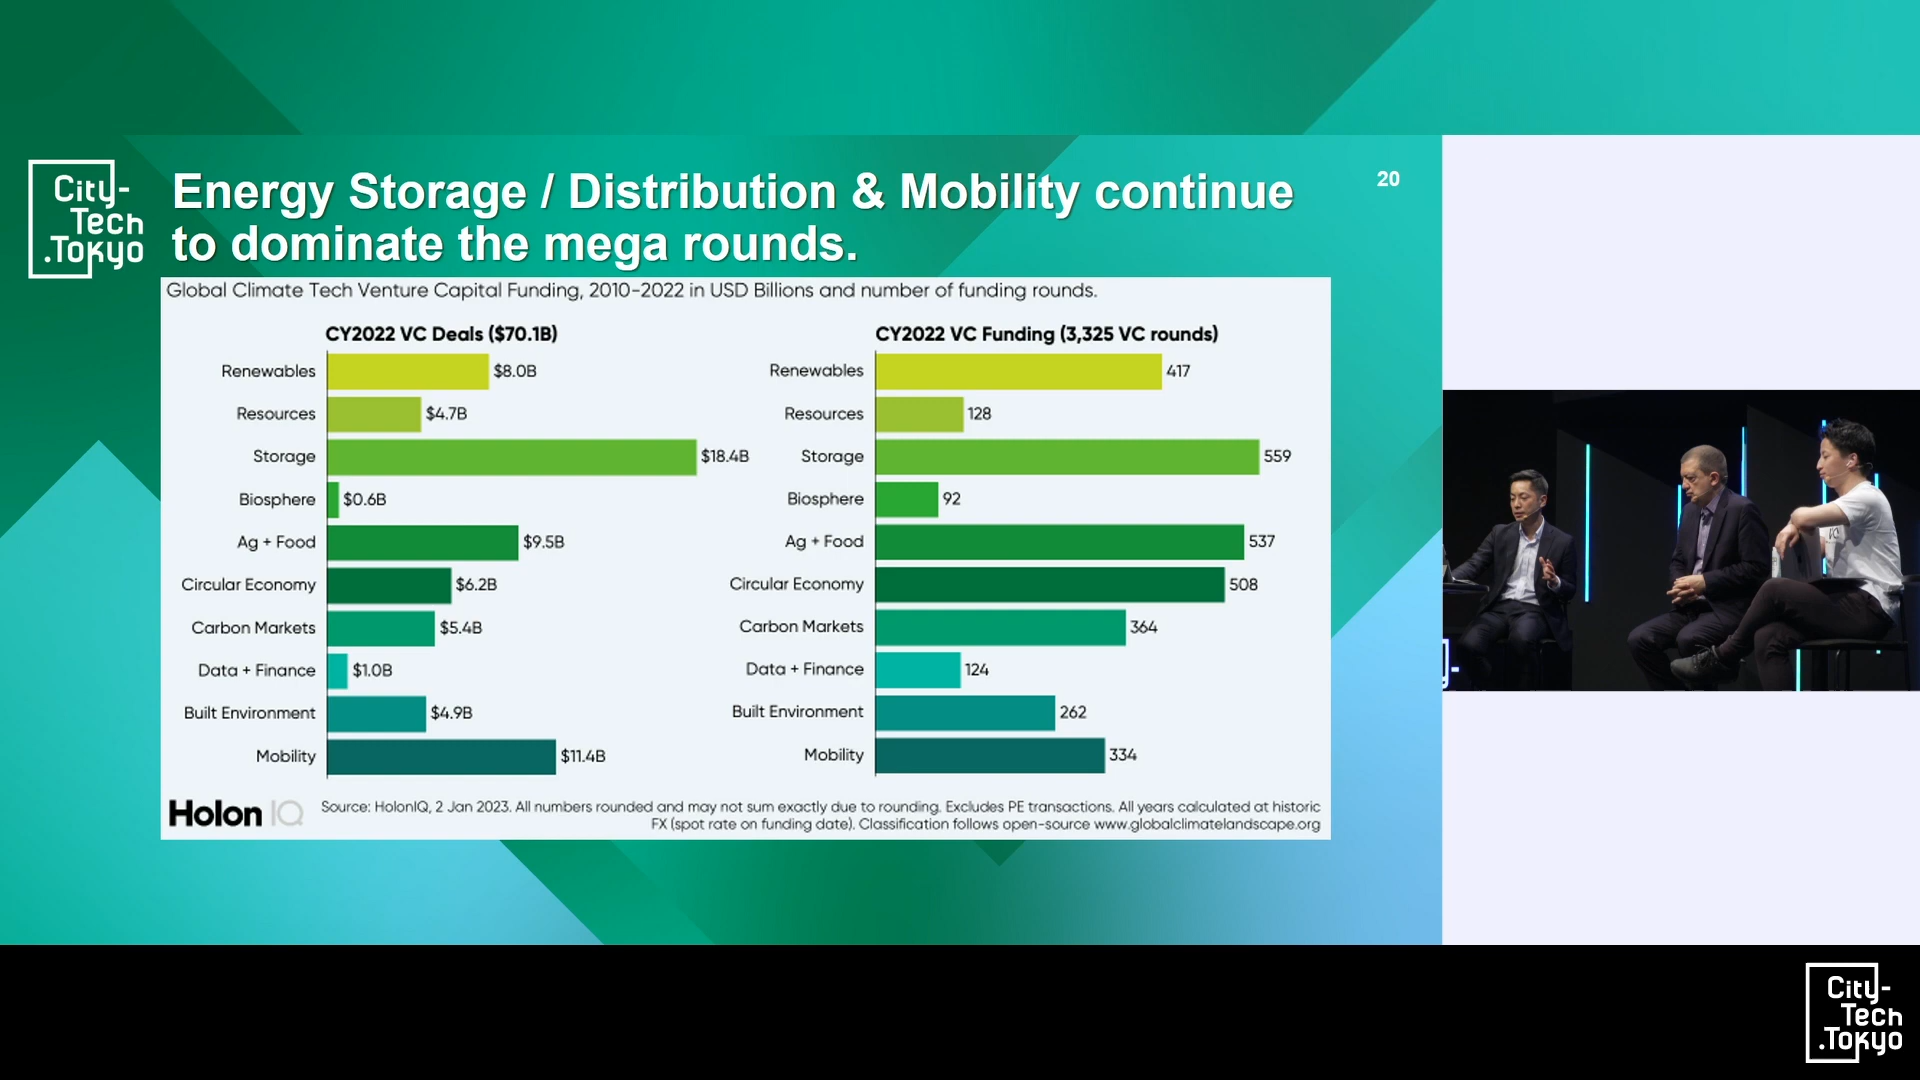 City-
Tech
.Tokyo
Energy Storage / Distribution & Mobility continue
to dominate the mega rounds.
20
Global Climate Tech Venture Capital Funding, 2010-2022 in USD Billions and number of funding rounds.
CY2022 VC Deals ($70.1B)
Renewables $8.0B
Resources $4.7B
Storage $18.4B
Biosphere $0.6B
Ag + Food $9.5B
Circular Economy $6.2B
Carbon Markets $5.4B
Data + Finance $1.0B
Built Environment $4.9B
Mobility $11.4B
CY2022 VC Funding (3,325 VC rounds)
Renewables 417
Resources 128
Storage 559
Biosphere 92
Ag + Food 537
Circular Economy 508
Carbon Markets 364
Data + Finance 124
Built Environment 262
Mobility 334
Holon IQ
Source: HolonIQ, 2 Jan 2023. All numbers rounded and may not sum exactly due to rounding. Excludes PE transactions. All years calculated at historic
FX (spot rate on funding date). Classification follows open-source www.globalclimatelandscape.org
City-
Tech
.Tokyo